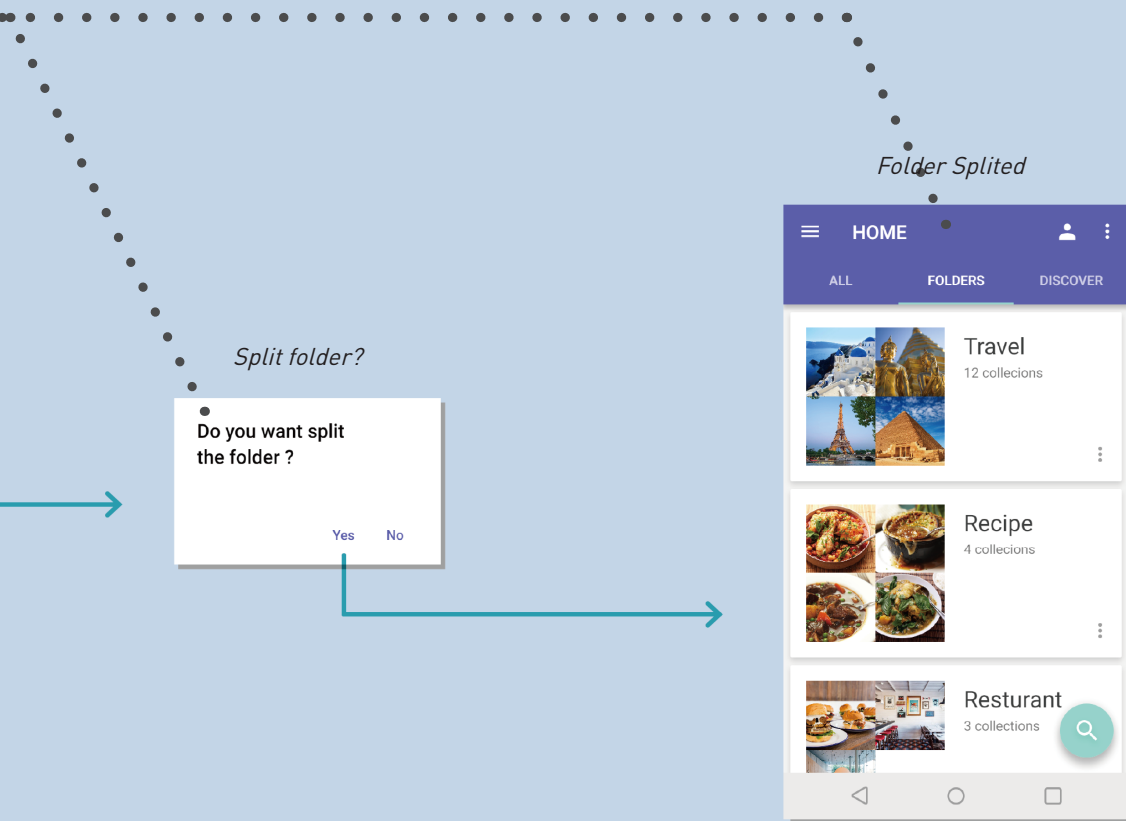 Folder Splited
HOME
ALL FOLDERS DISCOVER
Split folder?
Travel
12 collecions
Do you want split
the folder ?
Yes No
Recipe
4 collecions
Resturant
3 collections